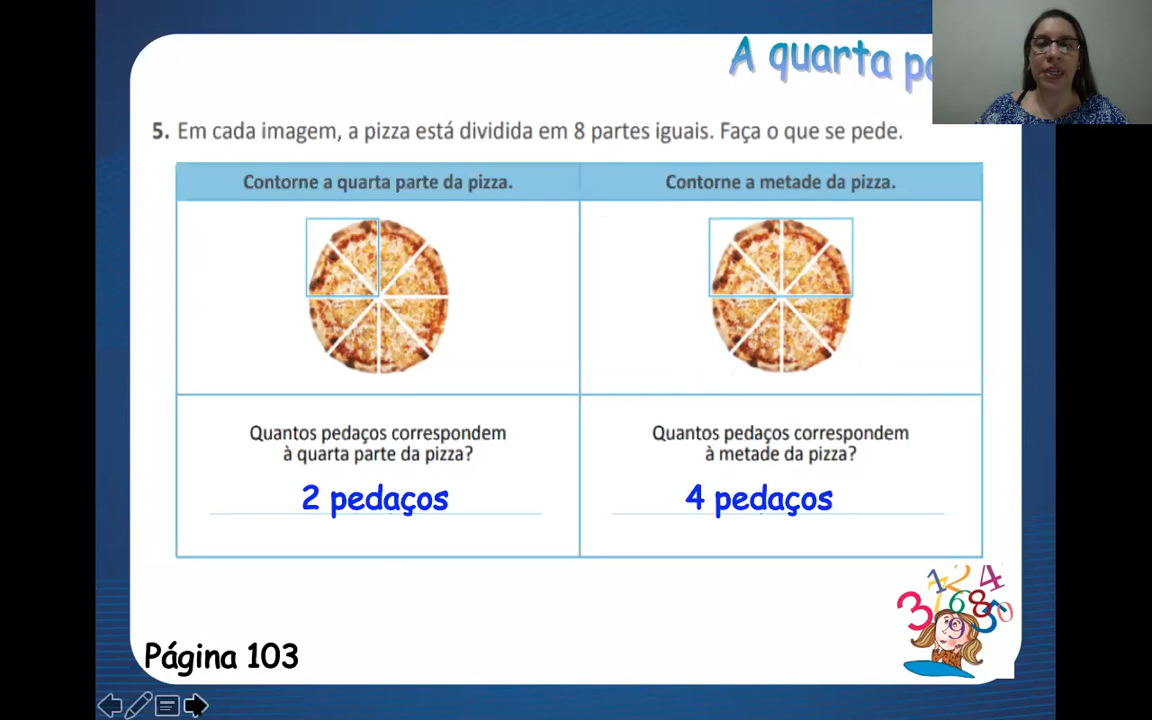 A quarta
5. Em cada imagem, a pizza está dividida em 8 partes iguais. Faça o que se pede.
Contorne a quarta parte da pizza.
Contorne a metade da pizza.
Quantos pedaços correspondem
à quarta parte da pizza?
2 pedaços
Quantos pedaços correspondem
à metade da pizza?
4 pedaços
Página 103